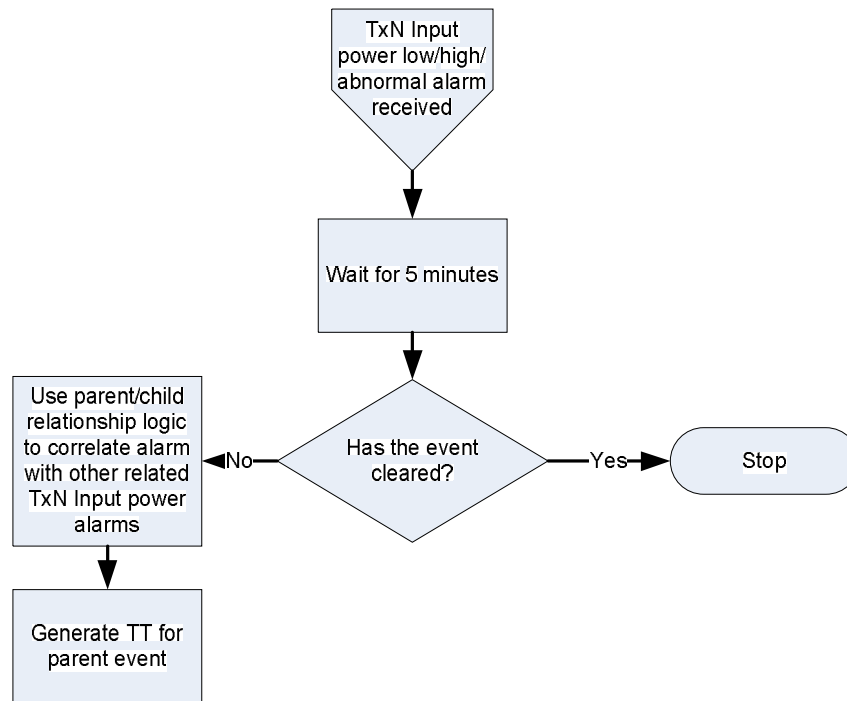 TxN Input
power low/high/
abnormal alarm
received
Wait for 5 minutes
Has the event
cleared?
No
Yes
Stop
Use parent/child
relationship logic
to correlate alarm
with other related
TxN Input power
alarms
Generate TT for
parent event